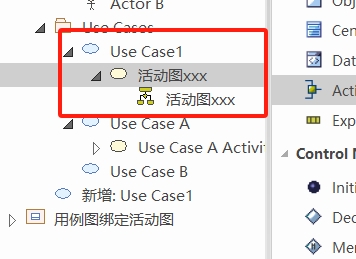 Actor B
Use Cases
Use Case1
活动图xxx
活动图xxx
Use Case A
Use Case A Activi
Use Case B
新增: Use Case1
用例图绑定活动图
Obj
Cen
Data
Acti
Exp
Control N
Initi
Dec
Mer